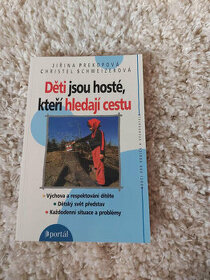 JIŘINA PREKOPOVÁ
CHRISTEL SCHWEIZEROVÁ
Děti jsou hosté,
kteří hledají cestu
• Výchova a respektování dítěte
• Dětský svět představ
• Každodenní situace a problémy
portál